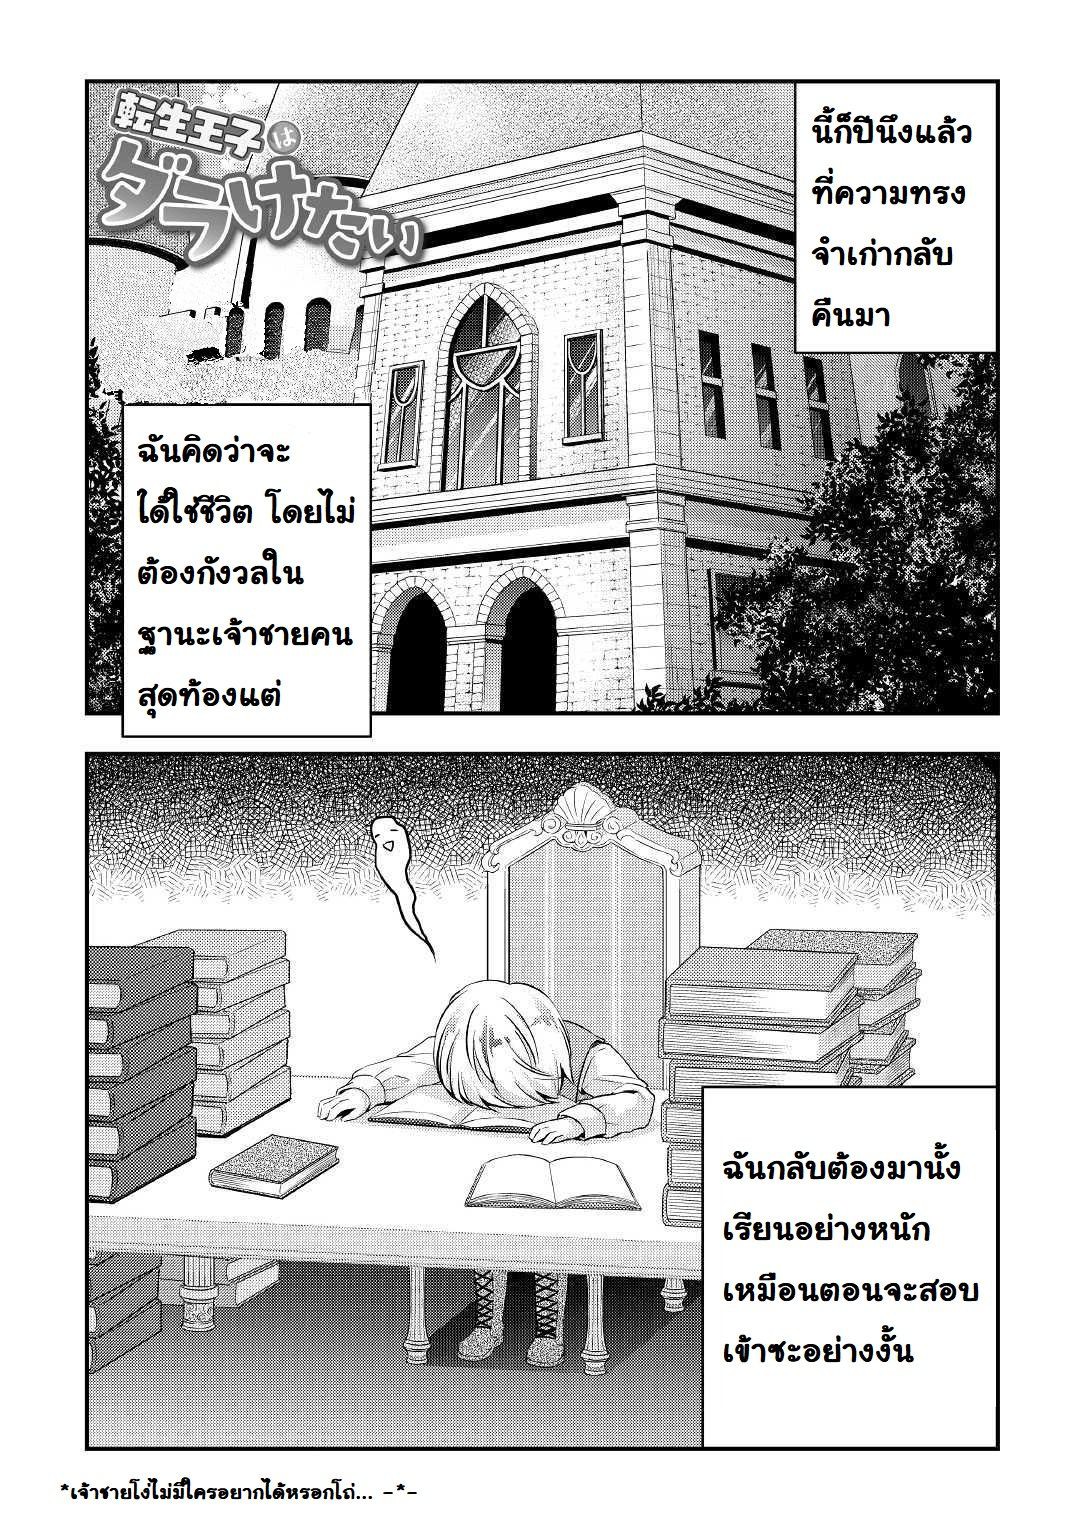 転生王子は
ダラけたい
นี้ก็ปีนึงแล้ว
ที่ความทรง
จำเก่ากลับ
คืนมา
ฉันคิดว่าจะ
ได้ใช้ชีวิต โดยไม่
ต้องกังวลใน
ฐานะเจ้าชายคน
สุดท้องแต่
ฉันกลับต้องมานั้ง
เรียนอย่างหนัก
เหมือนตอนจะสอบ
เข้าซะอย่างงั้น
*เจ้าชายโง่ไม่มีใครอยากได้หรอกโถ่... -*-